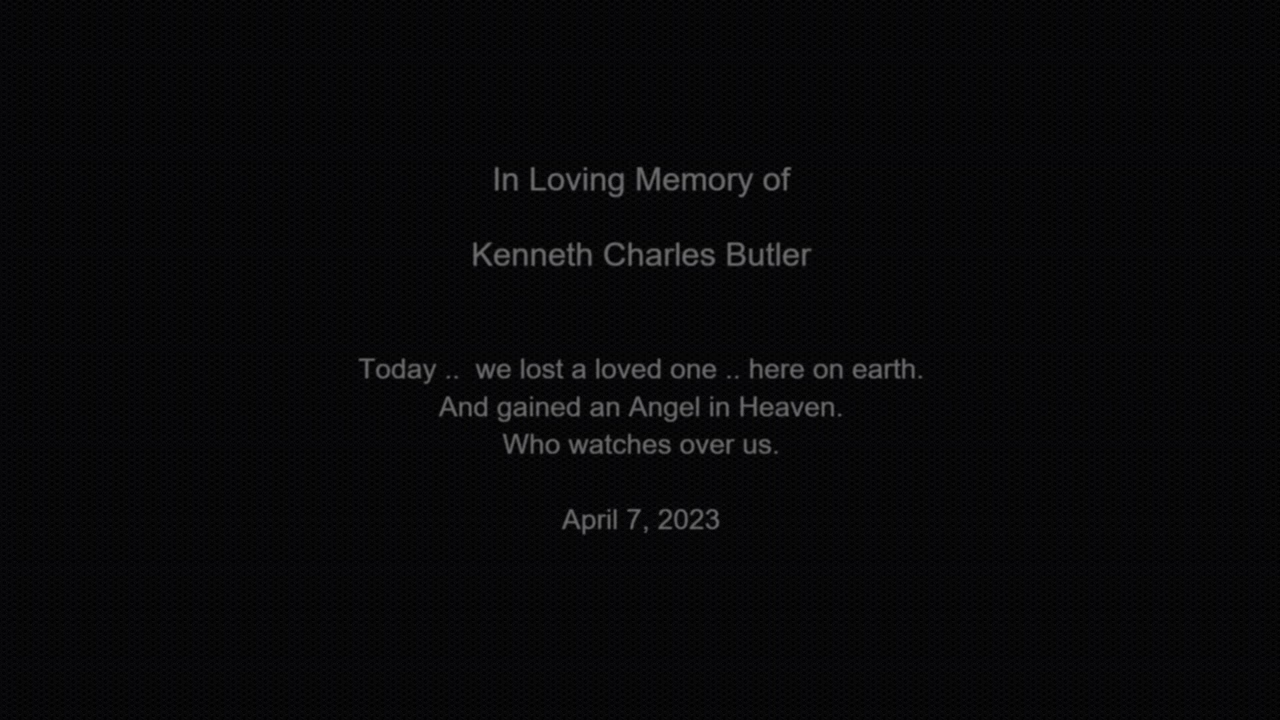 In Loving Memory of
Kenneth Charles Butler
Today ..  we lost a loved one .. here on earth.
And gained an Angel in Heaven.
Who watches over us.
April 7, 2023